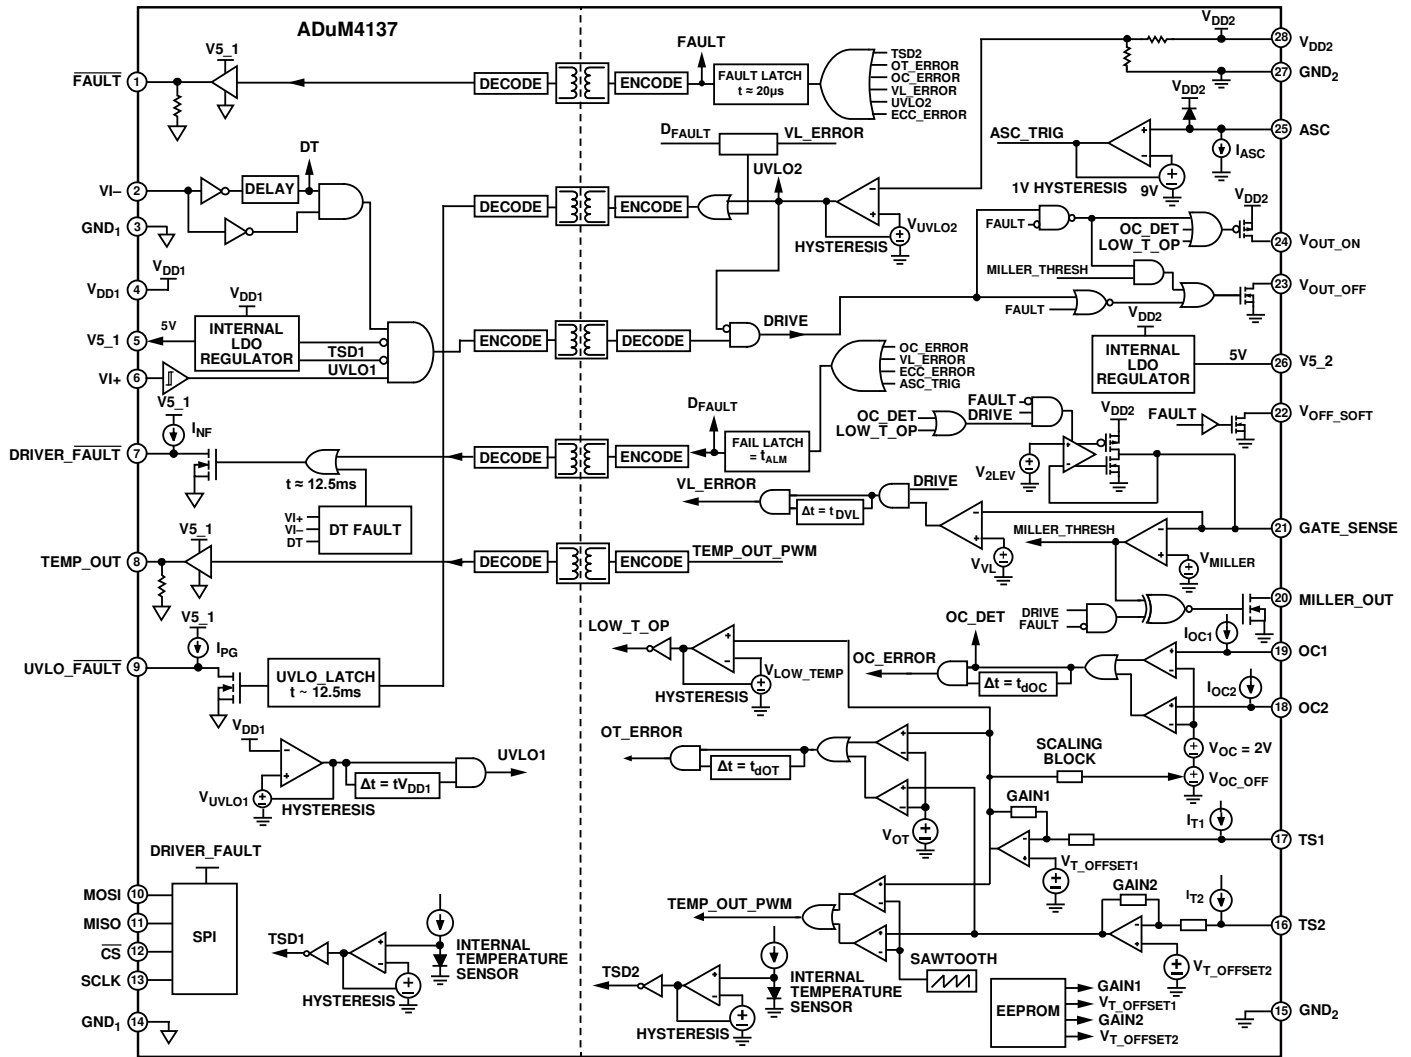 ADuM4137
FAULT
1
V5_1
DECODE
ENCODE
FAULT
FAULT LATCH
t ≈ 20µs
TSD2
OT_ERROR
OC_ERROR
VL_ERROR
UVLO2
ECC_ERROR
VDD2
28
VDD2
27
GND2
VDD2
25
ASC
ASC_TRIG
IASC
1V HYSTERESIS
9V
DFAULT
VL_ERROR
UVLO2
DT
VI−
2
DELAY
DECODE
ENCODE
VUVLO2
HYSTERESIS
GND1
3
VDD1
VDD1
4
VDD2
FAULT
OC_DET
LOW_T_OP
24
VOUT_ON
MILLER_THRESH
23
VOUT_OFF
FAULT
VDD1
5V
V5_1
5
INTERNAL
LDO
REGULATOR
TSD1
UVLO1
VI+
6
ENCODE
DECODE
DRIVE
VDD2
INTERNAL
LDO
REGULATOR
5V
26
V5_2
OC_ERROR
VL_ERROR
ECC_ERROR
ASC_TRIG
V5_1
INF
DRIVER_FAULT
7
t ≈ 12.5ms
DECODE
ENCODE
DFAULT
FAIL LATCH
= tALM
OC_DET
LOW_T_OP
FAULT
DRIVE
VDD2
V2LEV
FAULT
22
VOFF_SOFT
VI+
VI−
DT
DT FAULT
VL_ERROR
Δt = tDVL
DRIVE
VVL
V5_1
TEMP_OUT
8
DECODE
ENCODE
TEMP_OUT_PWM
MILLER_THRESH
VMILLER
21
GATE_SENSE
20
MILLER_OUT
DRIVE
FAULT
V5_1
IPG
UVLO_FAULT
9
UVLO_LATCH
t ~ 12.5ms
LOW_T_OP
HYSTERESIS
VLOW_TEMP
OC_DET
OC_ERROR
Δt = tdOC
IOC1
19
OC1
IOC2
18
OC2
VOC = 2V
VOC_OFF
VDD1
VUVLO1
HYSTERESIS
Δt = tVDD1
UVLO1
OT_ERROR
Δt = tdOT
VOT
SCALING
BLOCK
GAIN1
IT1
17
TS1
VT_OFFSET1
DRIVER_FAULT
MOSI
10
MISO
11
CS
12
SCLK
13
SPI
TSD1
HYSTERESIS
INTERNAL
TEMPERATURE
SENSOR
TEMP_OUT_PWM
GAIN2
IT2
16
TS2
VT_OFFSET2
SAWTOOTH
TSD2
HYSTERESIS
INTERNAL
TEMPERATURE
SENSOR
EEPROM
GAIN1
VT_OFFSET1
GAIN2
VT_OFFSET2
GND1
14
15
GND2